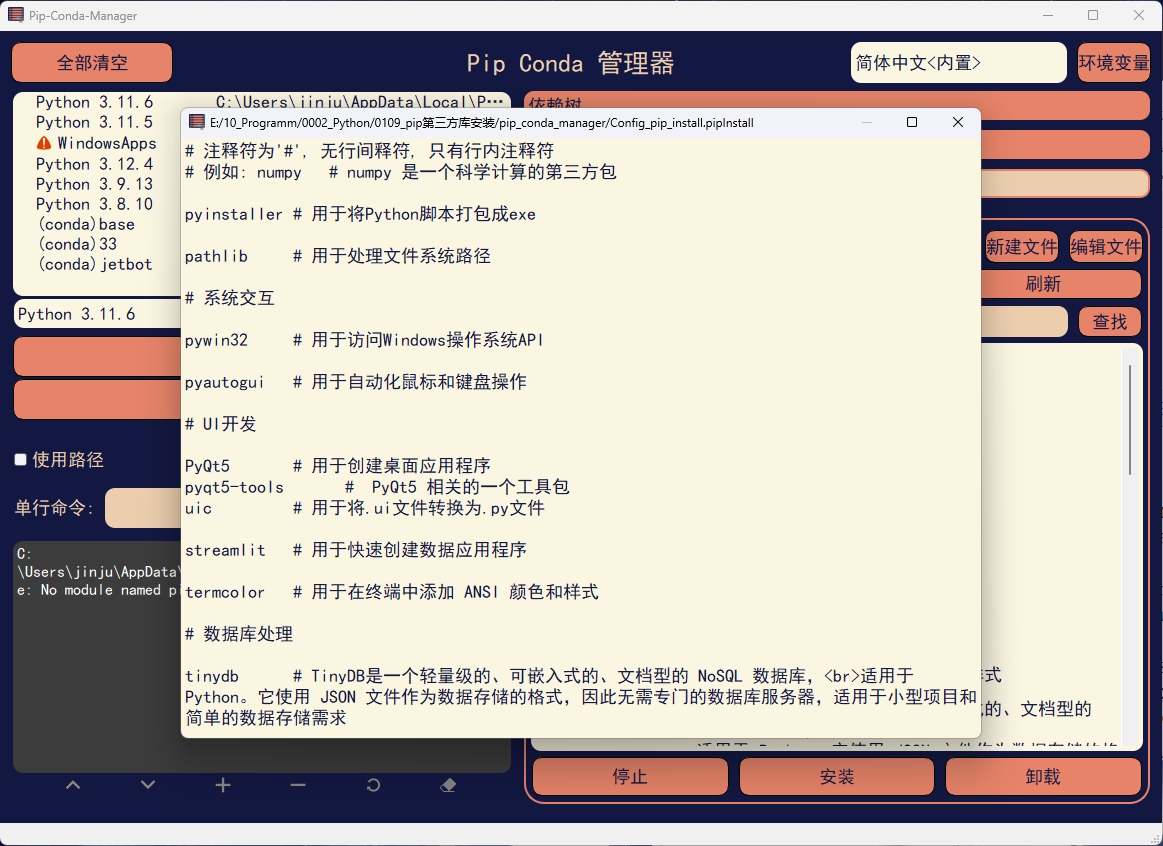 Pip-Conda-Manager
全部清空
Pip Conda 管理器
简体中文<内置>
环境变量
Python 3.11.6 C:\Users\jinju\AppData\Local\P…
Python 3.11.5
WindowsApps
Python 3.12.4
Python 3.9.13
Python 3.8.10
(conda)base
(conda)33
(conda)jetbot
Python 3.11.6
使用路径
单行命令:
C:
\Users\jinju\AppData\
e: No module named pi
依赖树
E:/10_Programm/0002_Python/0109_pip第三方库安装/pip_conda_manager/Config_pip_install.pipInstall
# 注释符为'#', 无行间释符, 只有行内注释符
# 例如: numpy # numpy 是一个科学计算的第三方包
pyinstaller # 用于将Python脚本打包成exe
pathlib # 用于处理文件系统路径
# 系统交互
pywin32 # 用于访问Windows操作系统API
pyautogui # 用于自动化鼠标和键盘操作
# UI开发
PyQt5 # 用于创建桌面应用程序
pyqt5-tools # PyQt5 相关的一个工具包
uic # 用于将.ui文件转换为.py文件
streamlit # 用于快速创建数据应用程序
termcolor # 用于在终端中添加 ANSI 颜色和样式
# 数据库处理
tinydb # TinyDB是一个轻量级的、可嵌入式的、文档型的 NoSQL 数据库，<br>适用于
Python。它使用 JSON 文件作为数据存储的格式，因此无需专门的数据库服务器，适用于小型项目和
简单的数据存储需求
新建文件
编辑文件
刷新
查找
式
的、文档型的
停止
安装
卸载